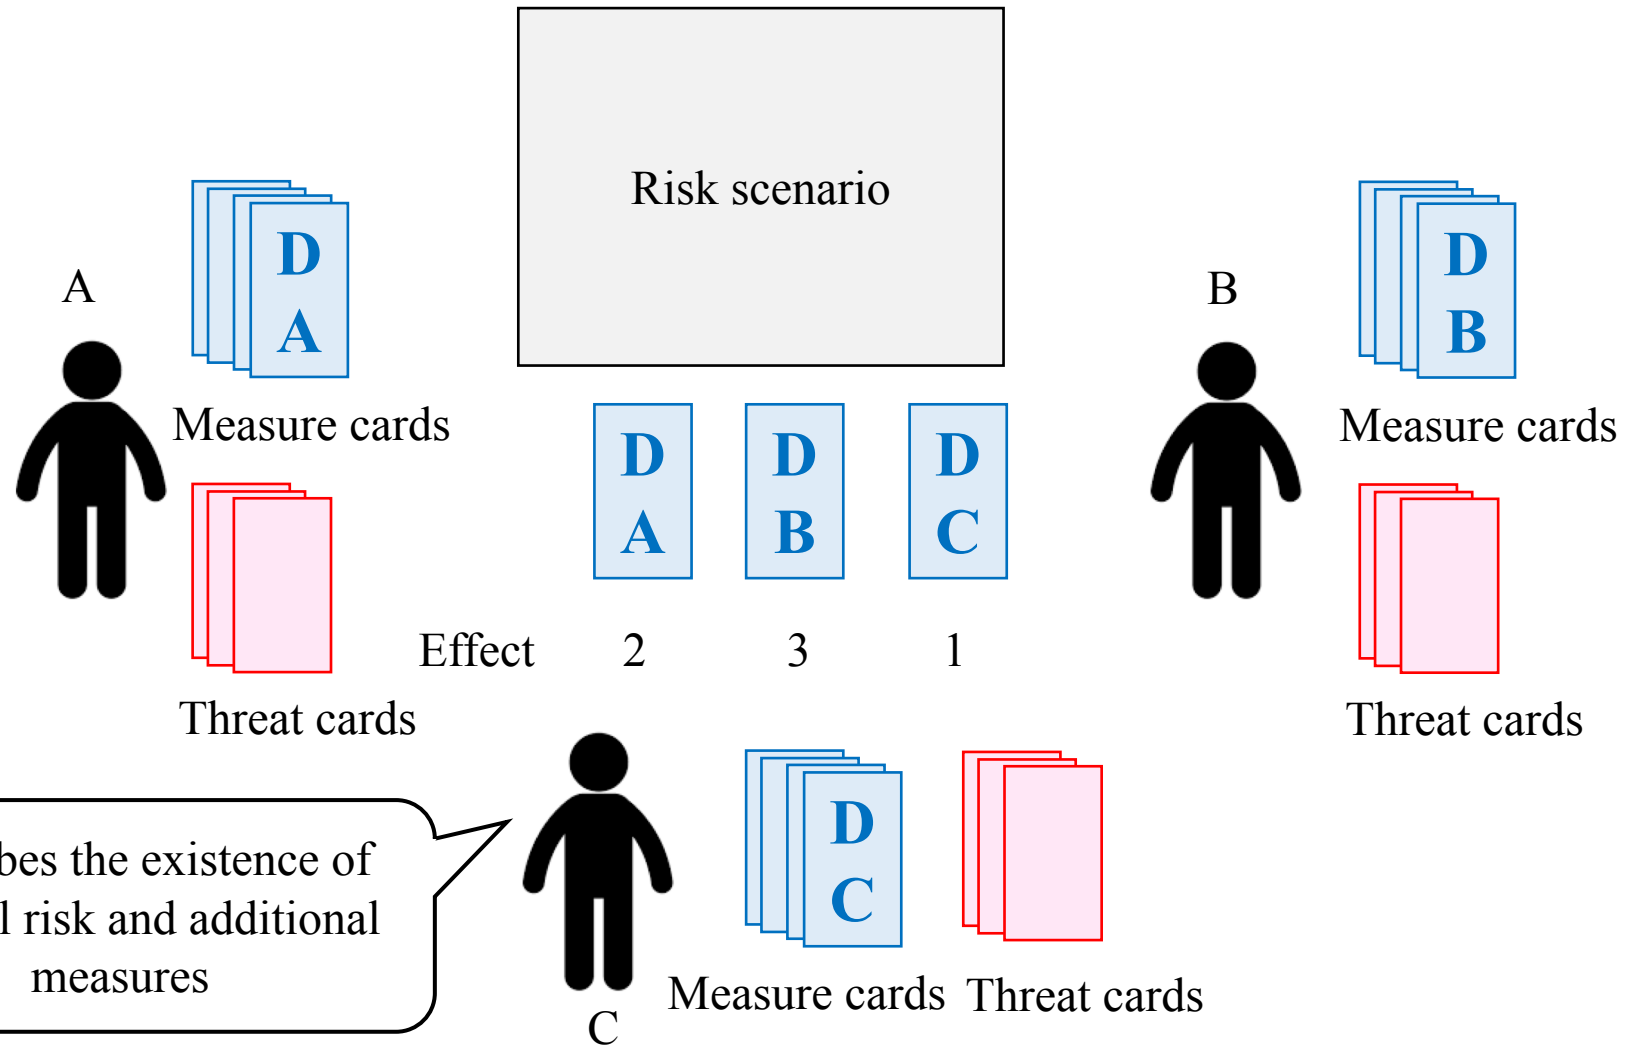 Risk scenario
A
D
A
Measure cards
Threat cards
B
D
B
Measure cards
Threat cards
D
A
D
B
D
C
Effect 2 3 1
the existence of
risk and additional
measures
C
D
C
Measure cards
Threat cards